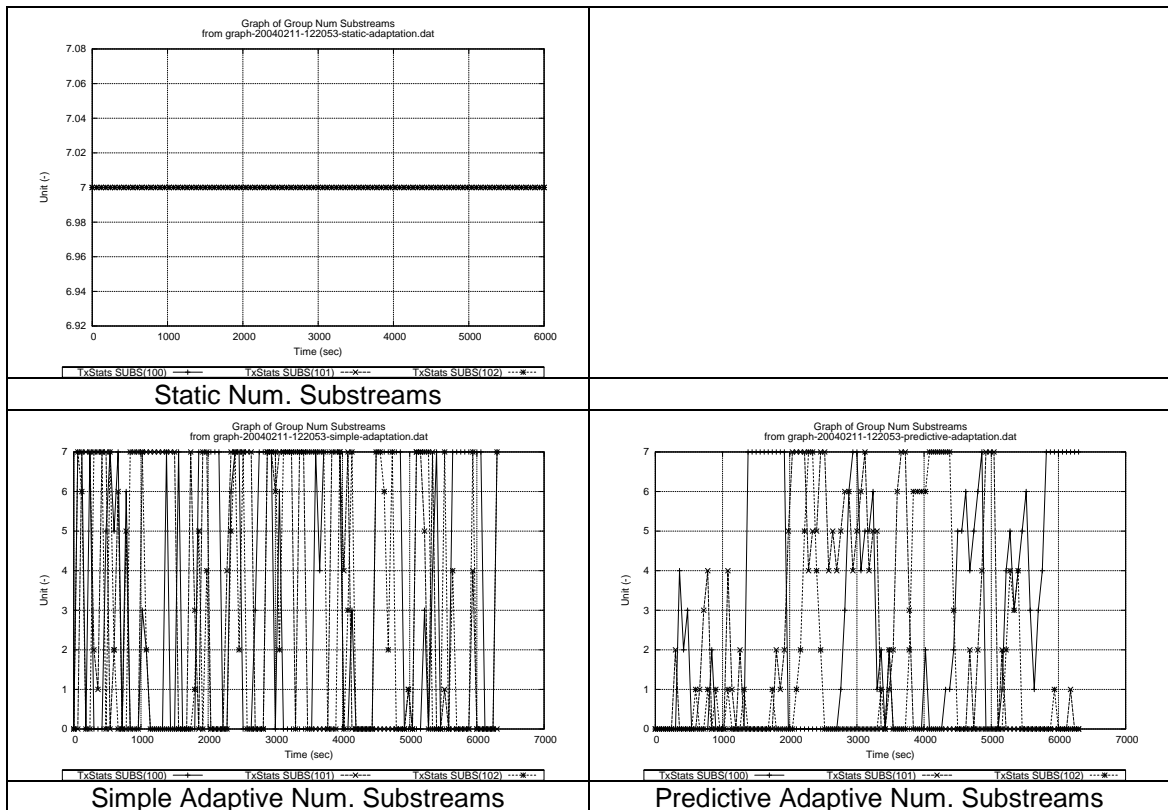 Graph of Group Num Substreams
from graph-20040211-122053-static-adaptation.dat
7.08
7.06
7.04
7.02
7
6.98
6.96
6.94
6.92
Unit (-)
0 1000 2000 3000 4000 5000 6000
Time (sec)
TxStats SUBS(100) TxStats SUBS(101) TxStats SUBS(102)
Static Num. Substreams
Graph of Group Num Substreams
from graph-20040211-122053-simple-adaptation.dat
7
6
5
4
3
2
1
0
Unit (-)
0 1000 2000 3000 4000 5000 6000 7000
Time (sec)
TxStats SUBS(100) TxStats SUBS(101) TxStats SUBS(102)
Simple Adaptive Num. Substreams
Graph of Group Num Substreams
from graph-20040211-122053-predictive-adaptation.dat
7
6
5
4
3
2
1
0
Unit (-)
0 1000 2000 3000 4000 5000 6000 7000
Time (sec)
TxStats SUBS(100) TxStats SUBS(101) TxStats SUBS(102)
Predictive Adaptive Num. Substreams